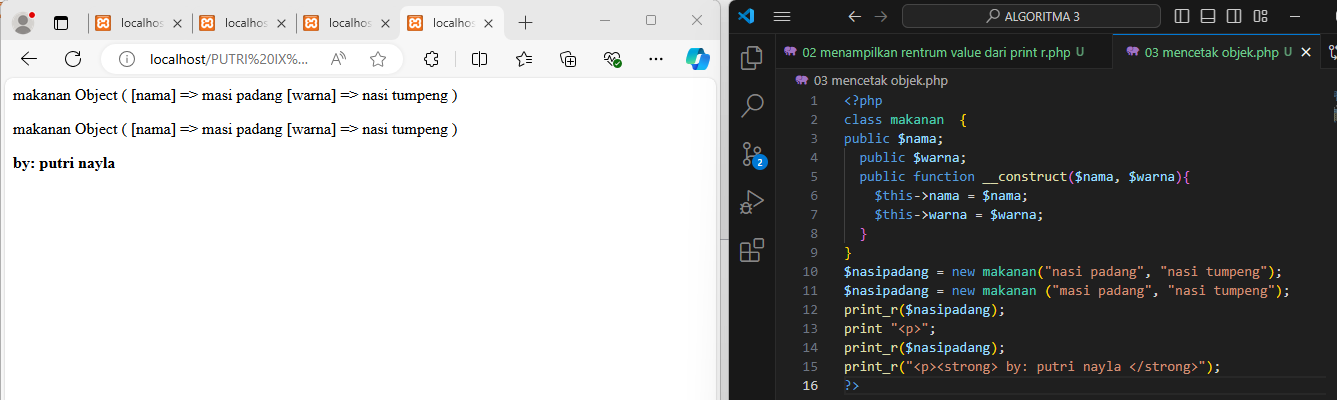 localhos
localhos
localhos
localhos
localhost/PUTRI%20IX%...
makanan Object ( [nama] => masi padang [warna] => nasi tumpeng )
makanan Object ( [nama] => masi padang [warna] => nasi tumpeng )
by: putri nayla
ALGORITMA 3
02 menampilkan rentrum value dari print r.php U
03 mencetak objek.php U
03 mencetak objek.php
2
1 <?php
2 class makanan  {
3 public $nama;
4   public $warna;
5   public function __construct($nama, $warna){
6     $this->nama = $nama;
7     $this->warna = $warna;
8   }
9 }
10 $nasipadang = new makanan("nasi padang", "nasi tumpeng");
11 $nasipadang = new makanan ("masi padang", "nasi tumpeng");
12 print_r($nasipadang);
13 print "<p>";
14 print_r($nasipadang);
15 print_r("<p><strong> by: putri nayla </strong>");
16 ?>